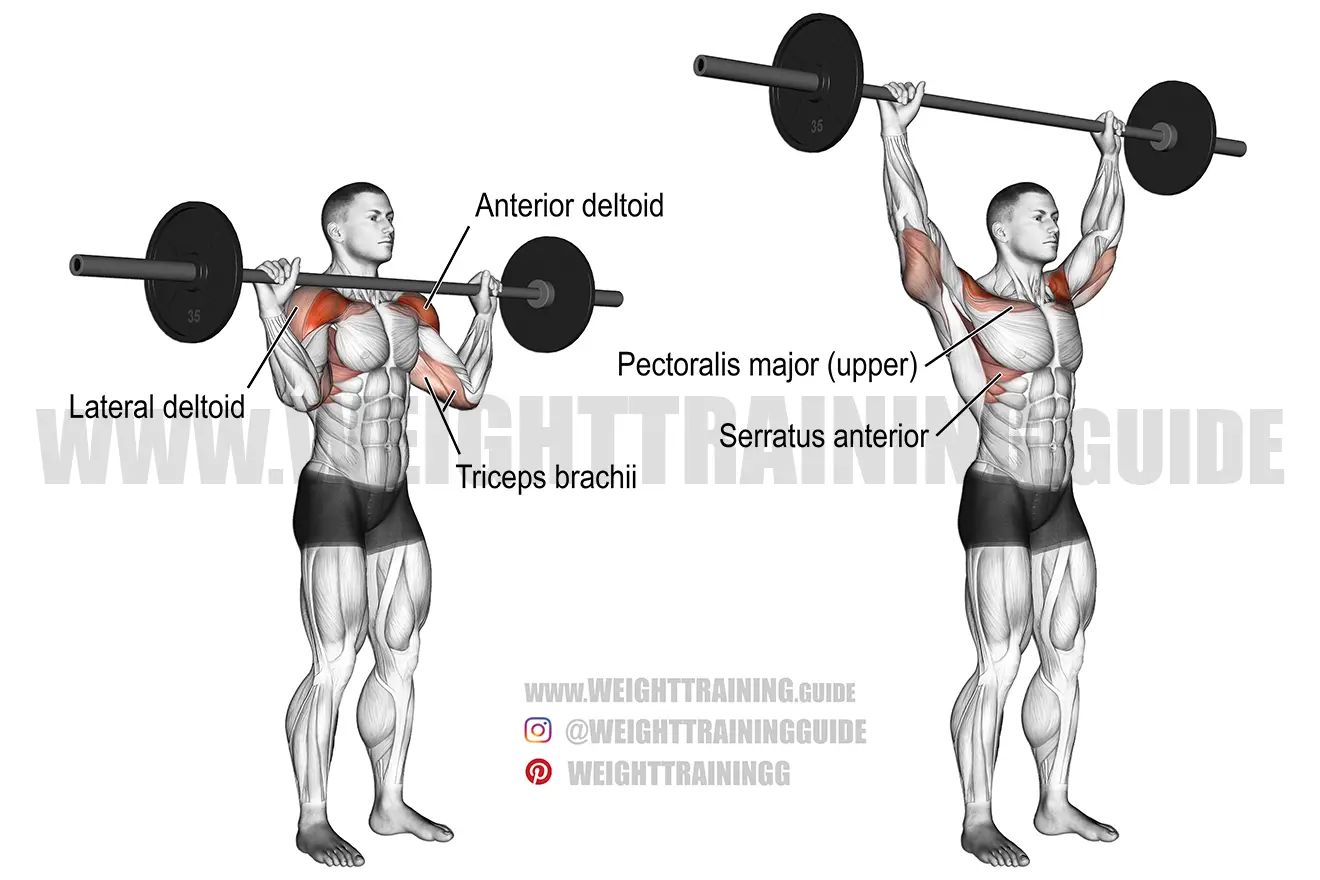 35
Anterior deltoid
35
Lateral deltoid
Pectoralis major (upper)
Serratus anterior
Triceps brachii
WWW.WEIGHTTRAINING.GUIDE
www.WEIGHTTRAINING.GUIDE
@WEIGHTTRAININGGUIDE
WEIGHTTRAININGG